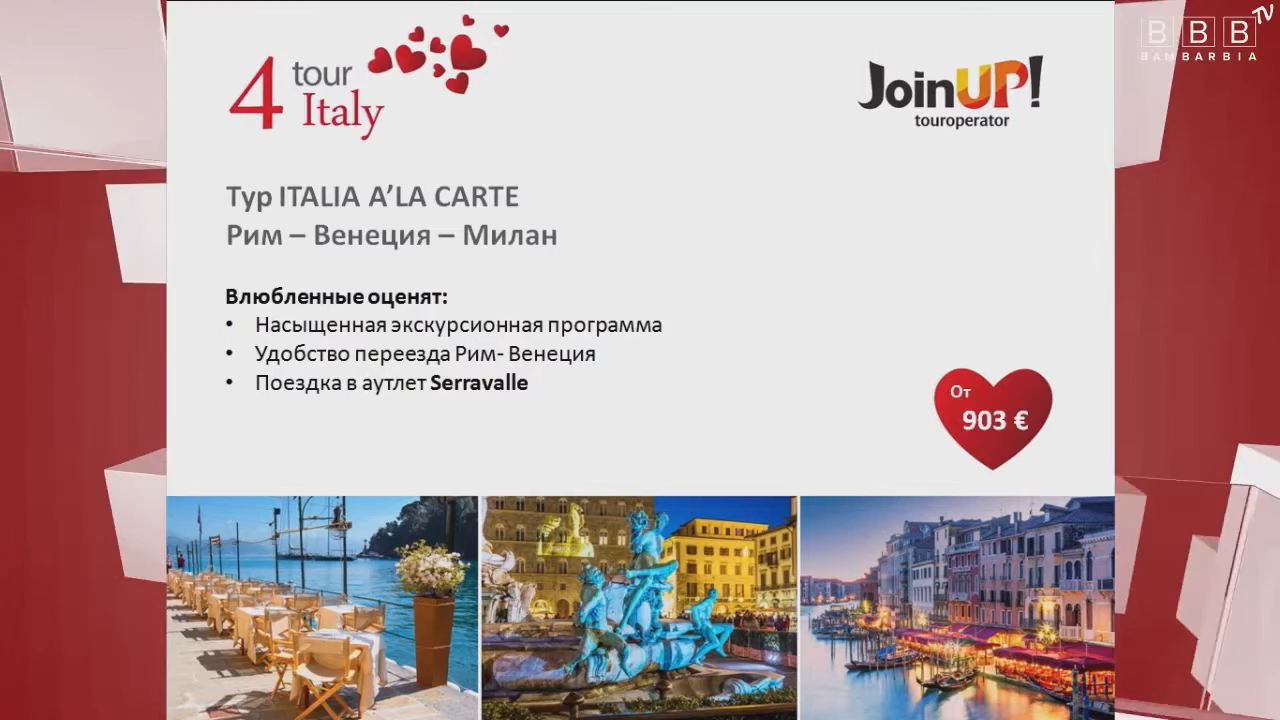 4 tour
Italy
JoinUP!
touroperator
BBB TV
BAMBARBIA
Тур ITALIA A’LA CARTE
Рим – Венеция – Милан
Влюбленные оценят:
• Насыщенная экскурсионная программа
• Удобство переезда Рим- Венеция
• Поездка в аутлет Serravalle
От
903 €